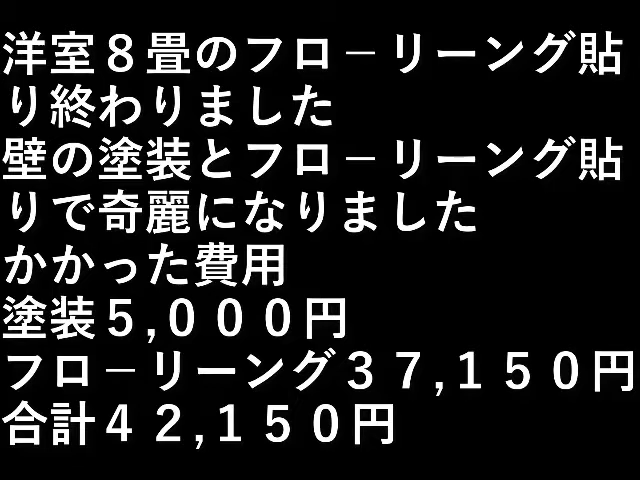 洋室８畳のフロ－リーング貼
り終わりました
壁の塗装とフロ－リーング貼
りで奇麗になりました
かかった費用
塗装５,０００円
フロ－リーング３７,１５０円
合計４２,１５０円